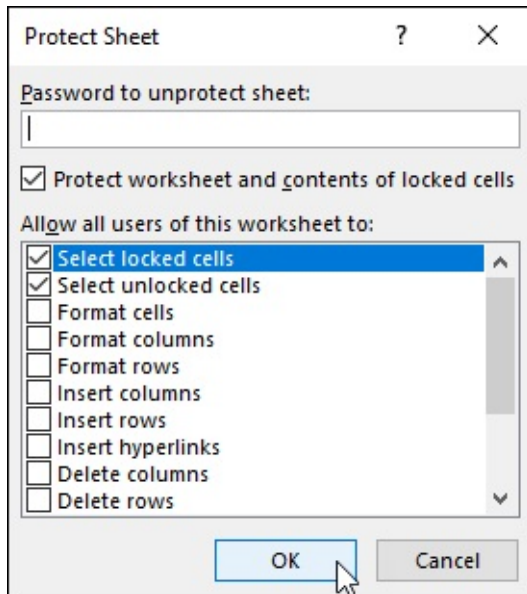 Protect Sheet ?
Password to unprotect sheet:
Protect worksheet and contents of locked cells
Allow all users of this worksheet to:
Select locked cells
Select unlocked cells
Format cells
Format columns
Format rows
Insert columns
Insert rows
Insert hyperlinks
Delete columns
Delete rows
OK Cancel